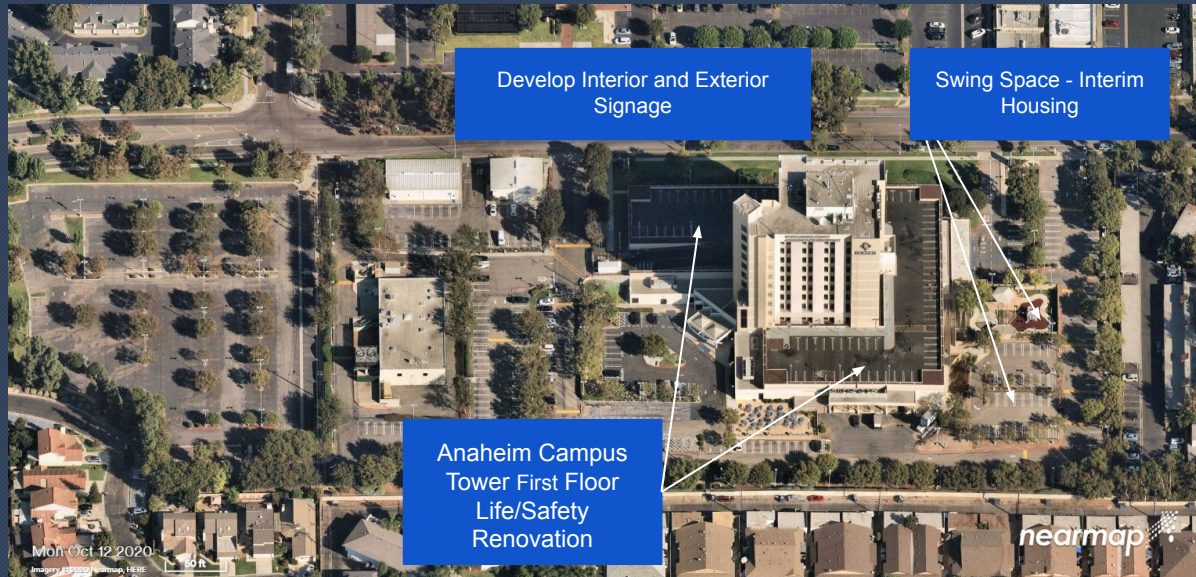 Develop Interior and Exterior
Signage
Swing Space - Interim
Housing
Anaheim Campus
Tower First Floor
Life/Safety
Renovation
Mon Oct 12 2020
60 ft
nearmap